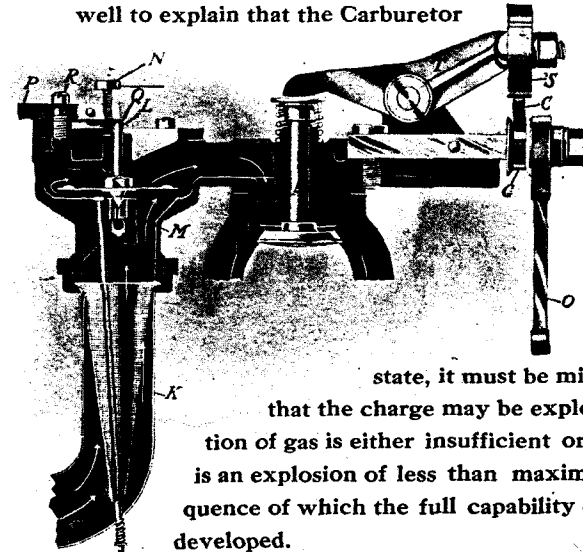 well to explain that the Carburetor
N
P R Q L
S
C
G
M
O
K
state, it must be mi
that the charge may be explo
tion of gas is either insufficient or
is an explosion of less than maxim
quence of which the full capability
developed.